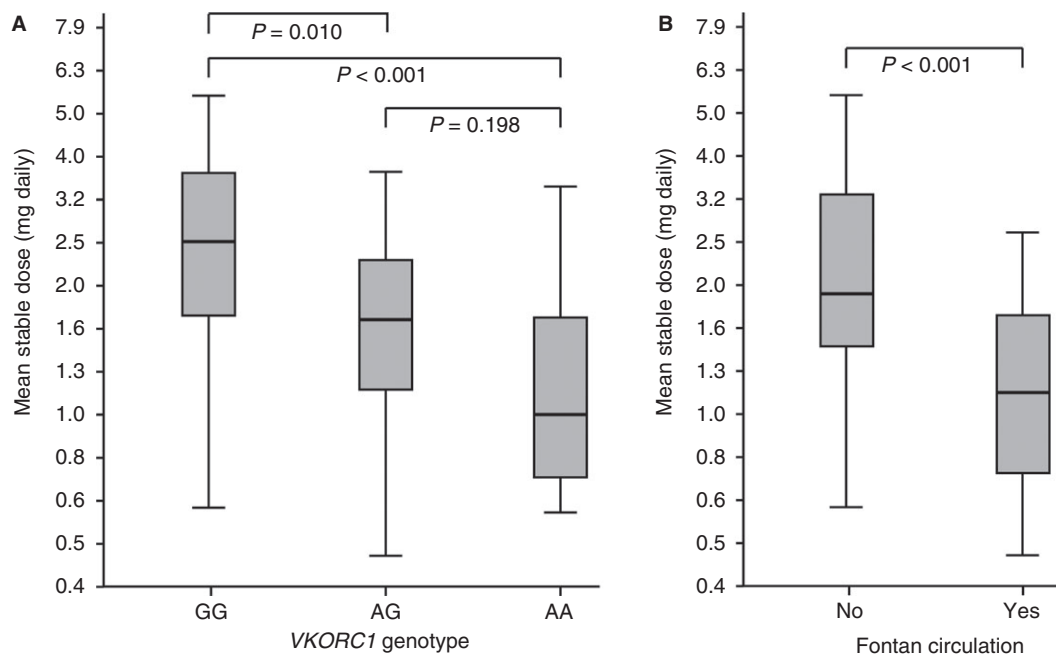 A
7.9
6.3
5.0
4.0
3.2
2.5
2.0
1.6
1.3
1.0
0.8
0.6
0.5
0.4
Mean stable dose (mg daily)
P = 0.010
P < 0.001
P = 0.198
GG AG AA
VKORC1 genotype
B
7.9
6.3
5.0
4.0
3.2
2.5
2.0
1.6
1.3
1.0
0.8
0.6
0.5
0.4
Mean stable dose (mg daily)
P < 0.001
No Yes
Fontan circulation